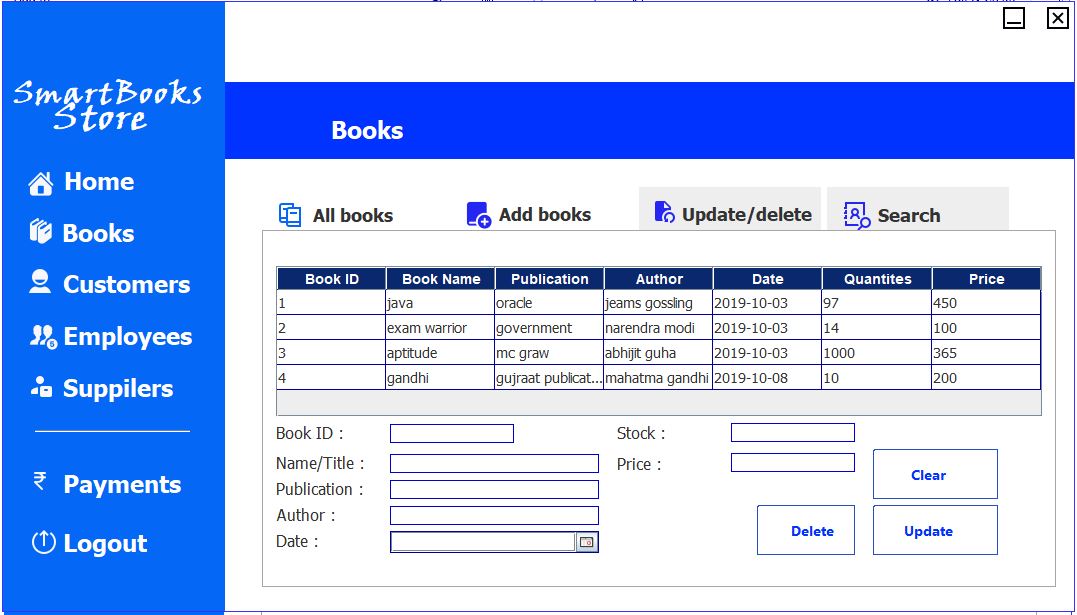 SmartBooks
Store
Home
Books
Customers
Employees
Suppilers
Payments
Logout
Books
All books Add books Update/delete Search
Book ID Book Name Publication Author Date Quantites Price
1 java oracle jeams gossling 2019-10-03 97 450
2 exam warrior government narendra modi 2019-10-03 14 100
3 aptitude mc graw abhijit guha 2019-10-03 1000 365
4 gandhi gujraat publicat... mahatma gandhi 2019-10-08 10 200
Book ID : Stock :
Name/Title : Price :
Publication :
Author :
Date :
Clear
Delete Update